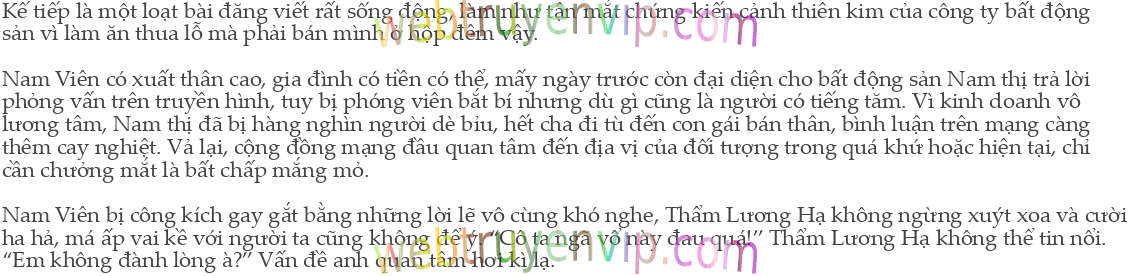 Kế tiếp là một loạt bài đăng viết rất sống động, làm như tận mắt chứng kiến cảnh thiên kim của công ty bất động
sản vì làm ăn thua lỗ mà phải bán mình ở hộp đêm vậy.
Nam Viên có xuất thân cao, gia đình có tiền có thế, mấy ngày trước còn đại diện cho bất động sản Nam thị trả lời
phỏng vấn trên truyền hình, tuy bị phóng viên bắt bí nhưng dù gì cũng là người có tiếng tăm. Vì kinh doanh vô
lương tâm, Nam thị đã bị hàng nghìn người dè bỉu, hết cha đi tù đến con gái bán thân, bình luận trên mạng càng
thêm cay nghiệt. Vả lại, cộng đồng mạng đầu quan tâm đến địa vị của đối tượng trong quá khứ hoặc hiện tại, chỉ
cần chướng mắt là bất chấp mắng mỏ.
Nam Viên bị công kích gay gắt bằng những lời lẽ vô cùng khó nghe, Thẩm Lương Hạ không ngừng xuýt xoa và cười
ha hả, má ấp vai kề với người ta cũng không để ý. “Cô ta ngã vố này đau quá!” Thẩm Lương Hạ không thể tin nổi.
“Em không đành lòng à?” Vấn đề anh quan tâm hơi kì lạ.
webtruyenvip.com
webtruyenvip.com